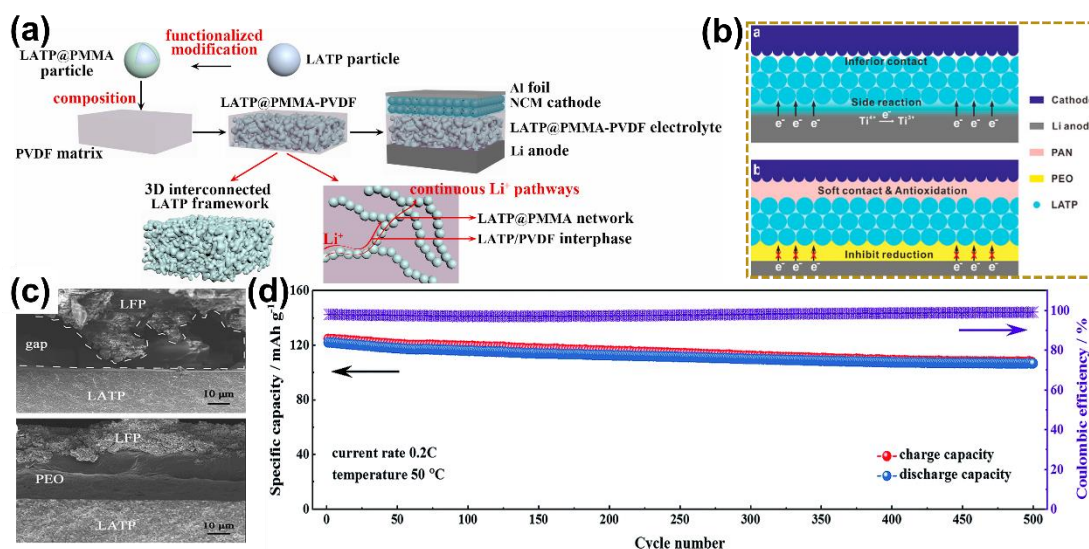 (a)
LATP@PMMA
particle
functionalized
modification
LATP particle
composition
PVDF matrix
LATP@PMMA-PVDF
Al foil
NCM cathode
LATP@PMMA-PVDF electrolyte
Li anode
3D interconnected
LATP framework
continuous Li⁺ pathways
LATP@PMMA network
LATP/PVDF interphase
Li⁺
(b)
a
Inferior contact
Side reaction
Ti⁴⁺ e⁻ Ti³⁺
e⁻ e⁻ e⁻ e⁻ e⁻ e⁻
b
Soft contact & Antioxidation
Inhibit reduction
e⁻ e⁻ e⁻ e⁻ e⁻ e⁻
Cathode
Li anode
PAN
PEO
LATP
(c)
LFP
gap
LATP
10 μm
LFP
PEO
LATP
10 μm
(d)
Specific capacity / mAh g⁻¹
160
120
80
40
0
current rate 0.2C
temperature 50 °C
charge capacity
discharge capacity
0 50 100 150 200 250 300 350 400 450 500
Cycle number
100
80
60
40
20
0
Coulombic efficiency / %